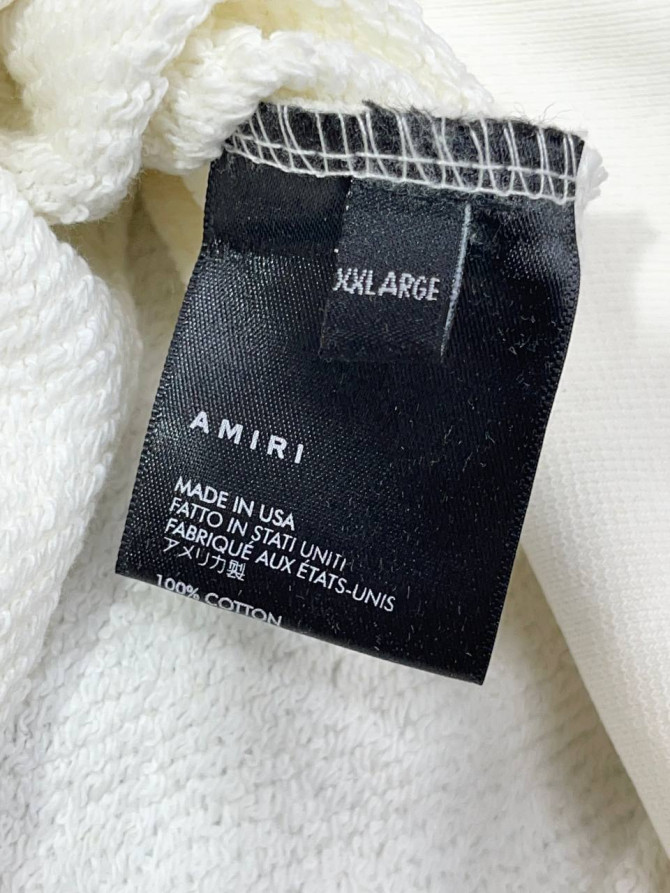 XXLARGE
AMIRI
MADE IN USA
FATTO IN STATI UNITI
FABRIQUÉ AUX ÉTATS-UNIS
アメリカ製
100% COTTON